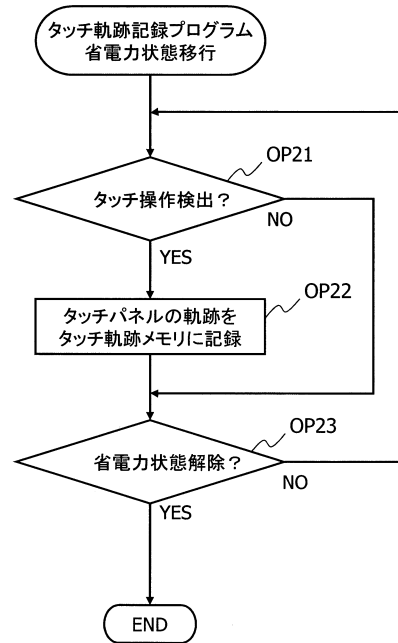 タッチ軌跡記録プログラム
省電力状態移行
OP21
タッチ操作検出？
NO
YES
OP22
タッチパネルの軌跡を
タッチ軌跡メモリに記録
OP23
省電力状態解除？
NO
YES
END